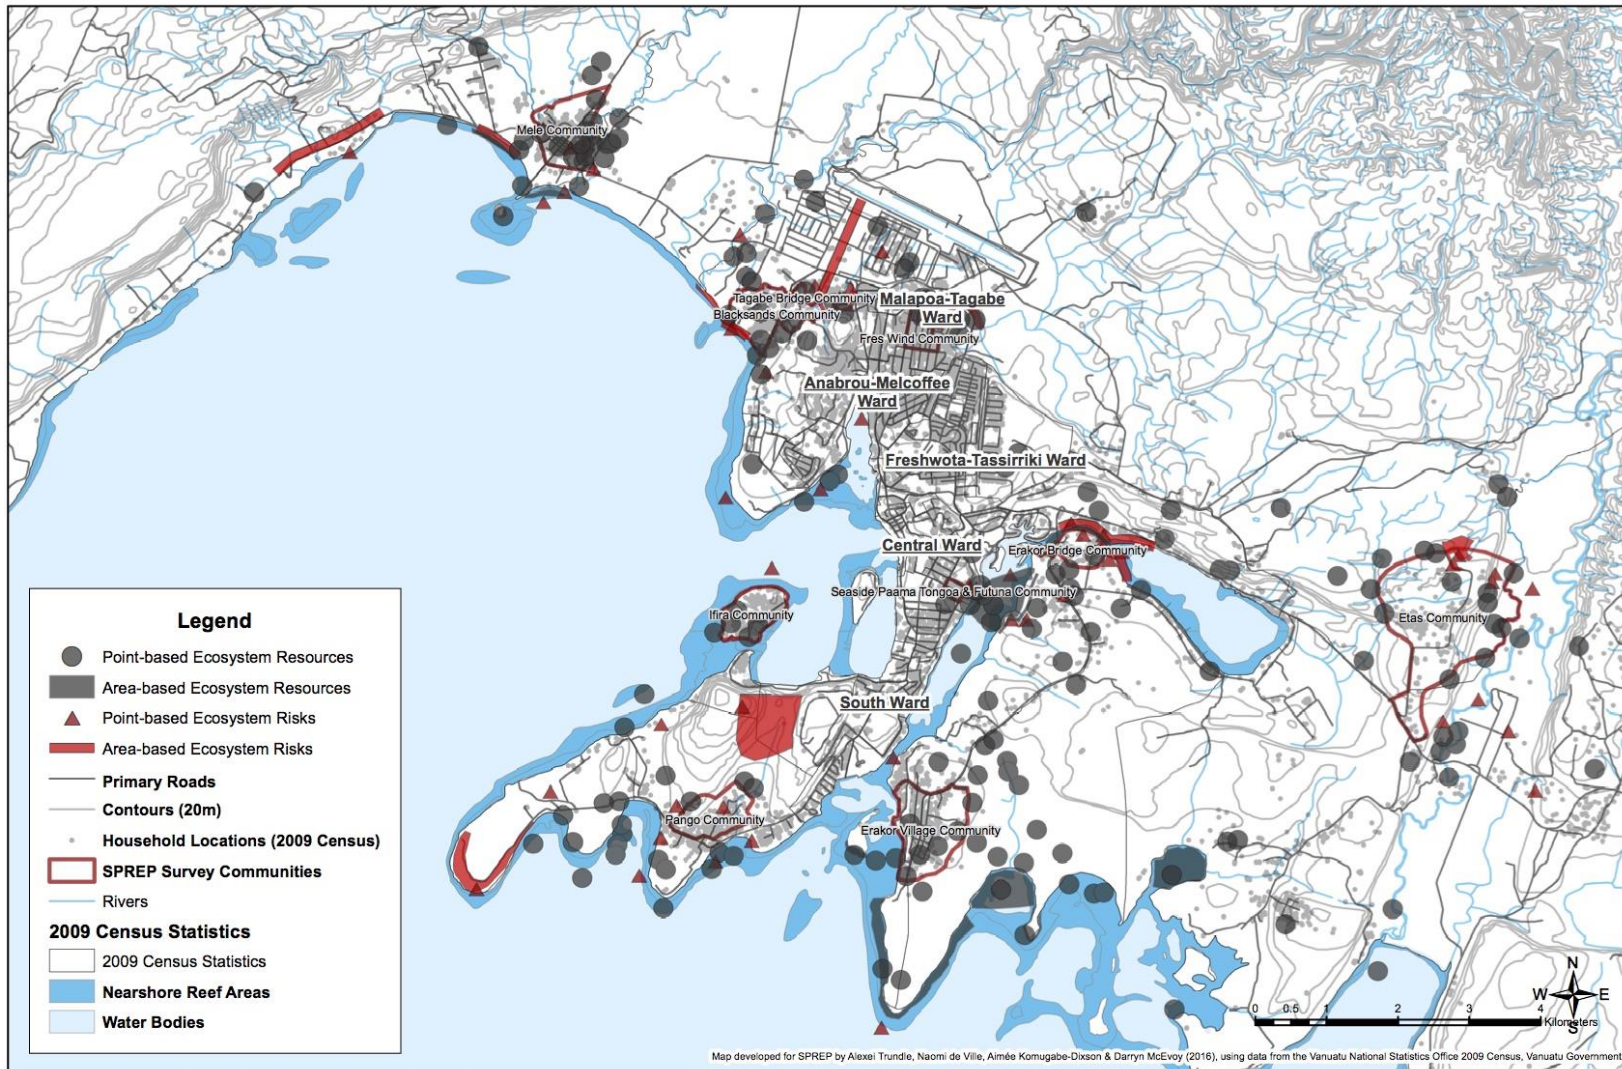 Mele Community
Tagabe Bridge Community
Blacksands Community
Malapoa-Tagabe
Ward
Fres Wind Community
Anabrou-Melcoffee
Ward
Freshwota-Tassirriki Ward
Central Ward
Erakor Bridge Community
Seaside Paama Tongoa & Futuna Community
Ifira Community
Etas Community
South Ward
Pango Community
Erakor Village Community
Legend
Point-based Ecosystem Resources
Area-based Ecosystem Resources
Point-based Ecosystem Risks
Area-based Ecosystem Risks
Primary Roads
Contours (20m)
Household Locations (2009 Census)
SPREP Survey Communities
Rivers
2009 Census Statistics
2009 Census Statistics
Nearshore Reef Areas
Water Bodies
N
W E
S
0 0.5 1 2 3 4
Kilometers
Map developed for SPREP by Alexei Trundle, Naomi de Ville, Aimée Komugabe-Dixson & Darryn McEvoy (2016), using data from the Vanuatu National Statistics Office 2009 Census, Vanuatu Government